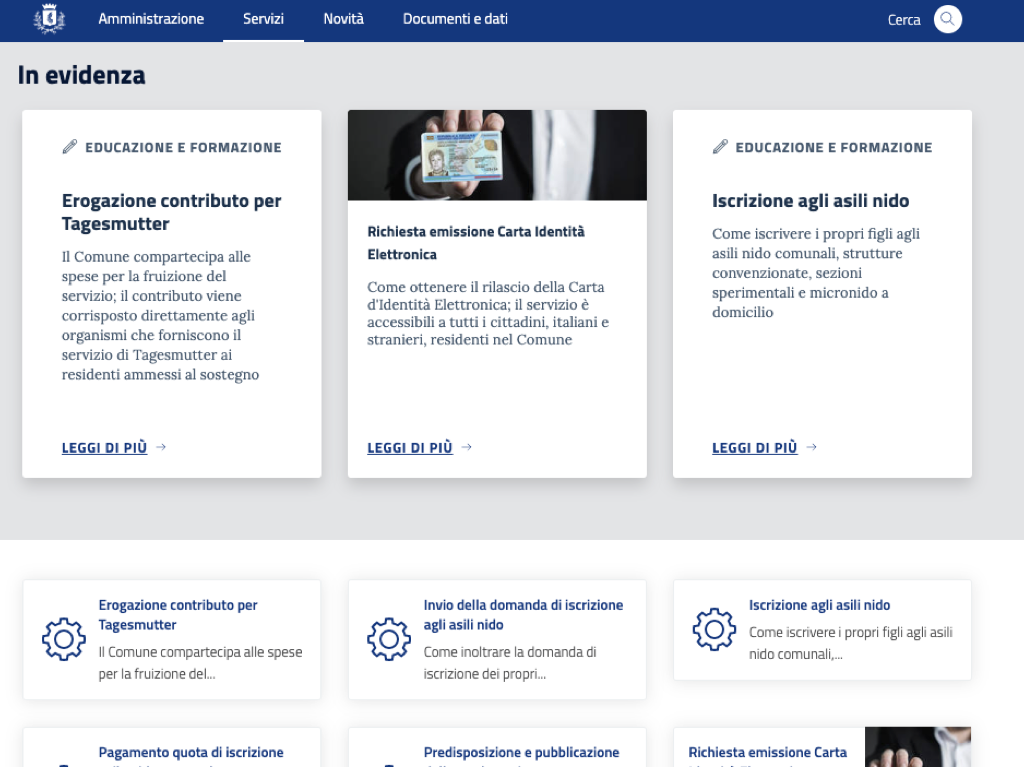 Amministrazione Servizi Novità Documenti e dati Cerca
In evidenza
EDUCAZIONE E FORMAZIONE
Erogazione contributo per
Tagesmutter
Il Comune compartecipa alle
spese per la fruizione del
servizio; il contributo viene
corrisposto direttamente agli
organismi che forniscono il
servizio di Tagesmutter ai
residenti ammessi al sostegno
LEGGI DI PIÙ
Richiesta emissione Carta Identità
Elettronica
Come ottenere il rilascio della Carta
d'Identità Elettronica; il servizio è
accessibili a tutti i cittadini, italiani e
stranieri, residenti nel Comune
LEGGI DI PIÙ
EDUCAZIONE E FORMAZIONE
Iscrizione agli asili nido
Come iscrivere i propri figli agli
asili nido comunali, strutture
convenzionate, sezioni
sperimentali e micronido a
domicilio
LEGGI DI PIÙ
Erogazione contributo per
Tagesmutter
Il Comune compartecipa alle spese
per la fruizione del...
Invio della domanda di iscrizione
agli asili nido
Come inoltrare la domanda di
iscrizione dei propri...
Iscrizione agli asili nido
Come iscrivere i propri figli agli asili
nido comunali,...
Pagamento quota di iscrizione
Predisposizione e pubblicazione
Richiesta emissione Carta